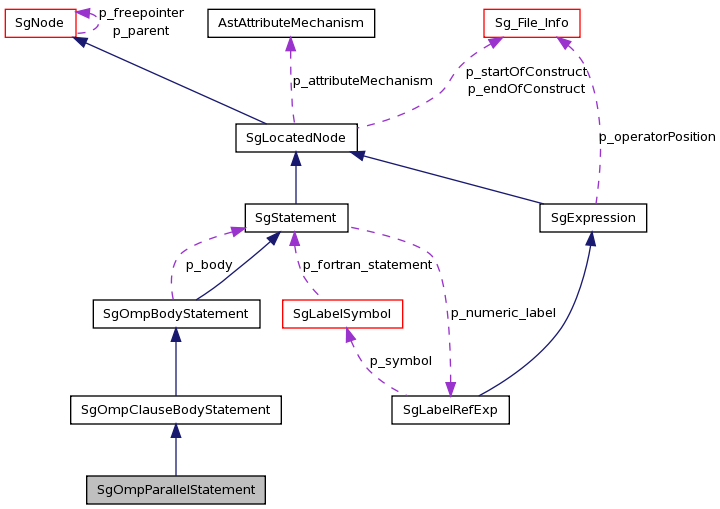 SgNode
p_freepointer
p_parent
AstAttributeMechanism
Sg_File_Info
p_attributeMechanism
p_startOfConstruct
p_endOfConstruct
SgLocatedNode
p_operatorPosition
SgStatement
SgExpression
p_body
p_fortran_statement
SgOmpBodyStatement
SgLabelSymbol
p_numeric_label
p_symbol
SgOmpClauseBodyStatement
SgLabelRefExp
SgOmpParallelStatement